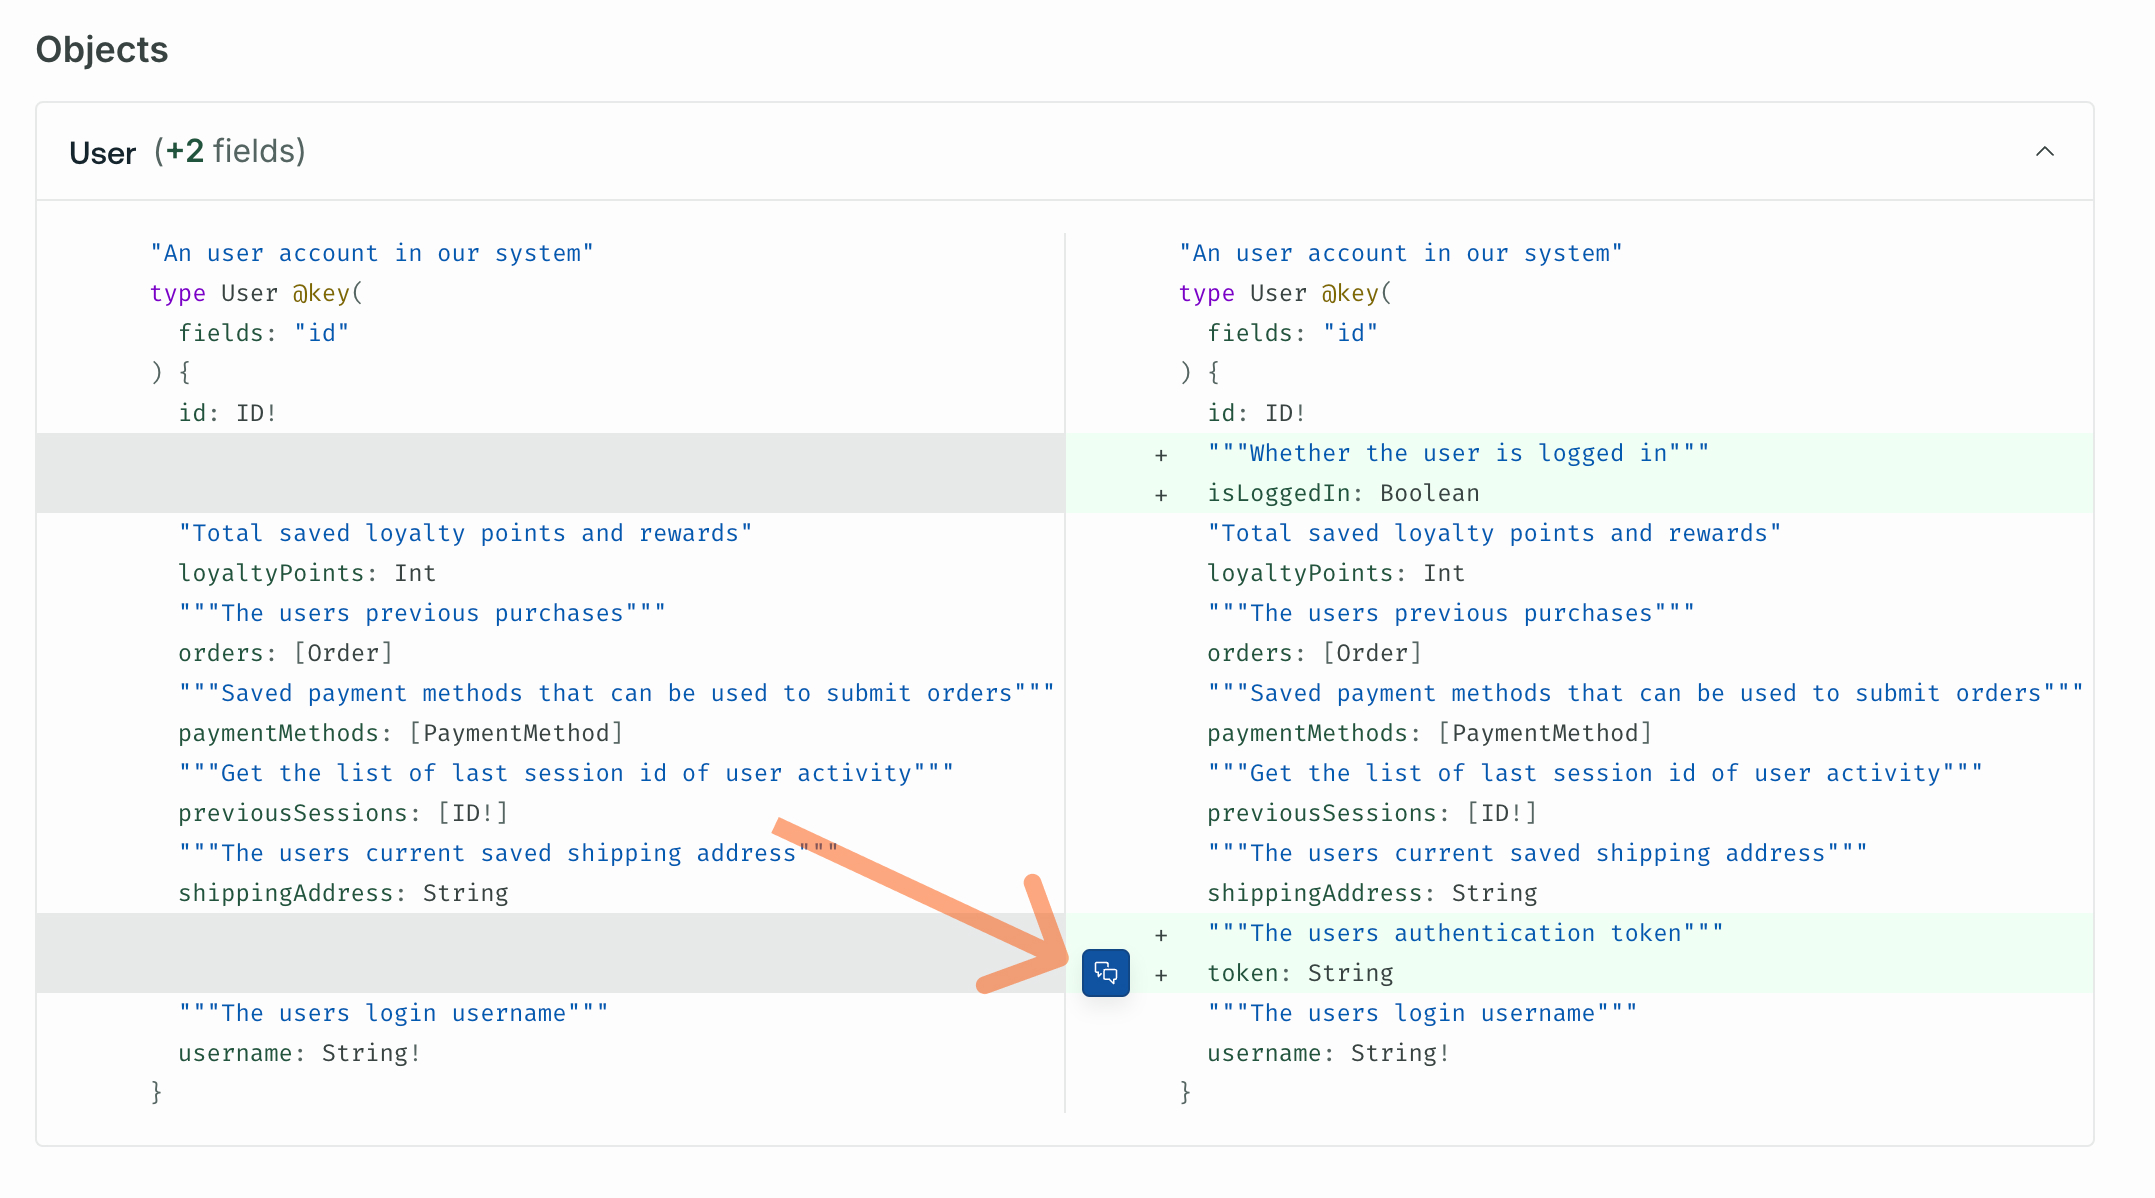 Objects
User (+2 fields)
"An user account in our system"
type User @key(
fields: "id"
) {
id: ID!
"Total saved loyalty points and rewards"
loyaltyPoints: Int
"""The users previous purchases"""
orders: [Order]
"""Saved payment methods that can be used to submit orders"""
paymentMethods: [PaymentMethod]
"""Get the list of last session id of user activity"""
previousSessions: [ID!]
"""The users current saved shipping address"""
shippingAddress: String
"""The users login username"""
username: String!
}
"An user account in our system"
type User @key(
fields: "id"
) {
id: ID!
+ """Whether the user is logged in"""
+ isLoggedIn: Boolean
"Total saved loyalty points and rewards"
loyaltyPoints: Int
"""The users previous purchases"""
orders: [Order]
"""Saved payment methods that can be used to submit orders"""
paymentMethods: [PaymentMethod]
"""Get the list of last session id of user activity"""
previousSessions: [ID!]
"""The users current saved shipping address"""
shippingAddress: String
+ """The users authentication token"""
+ token: String
"""The users login username"""
username: String!
}